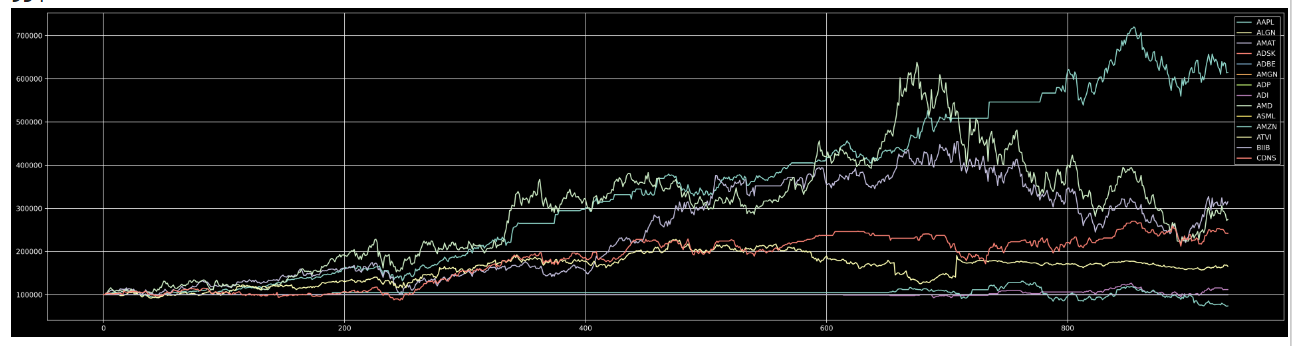 700000
600000
500000
400000
300000
200000
100000
0
200
400
600
800
AAPL
ALGN
AMAT
ADSK
ADBE
AMGN
ADP
ADI
AMD
ASML
AMZN
ATVI
BIIB
CDNS